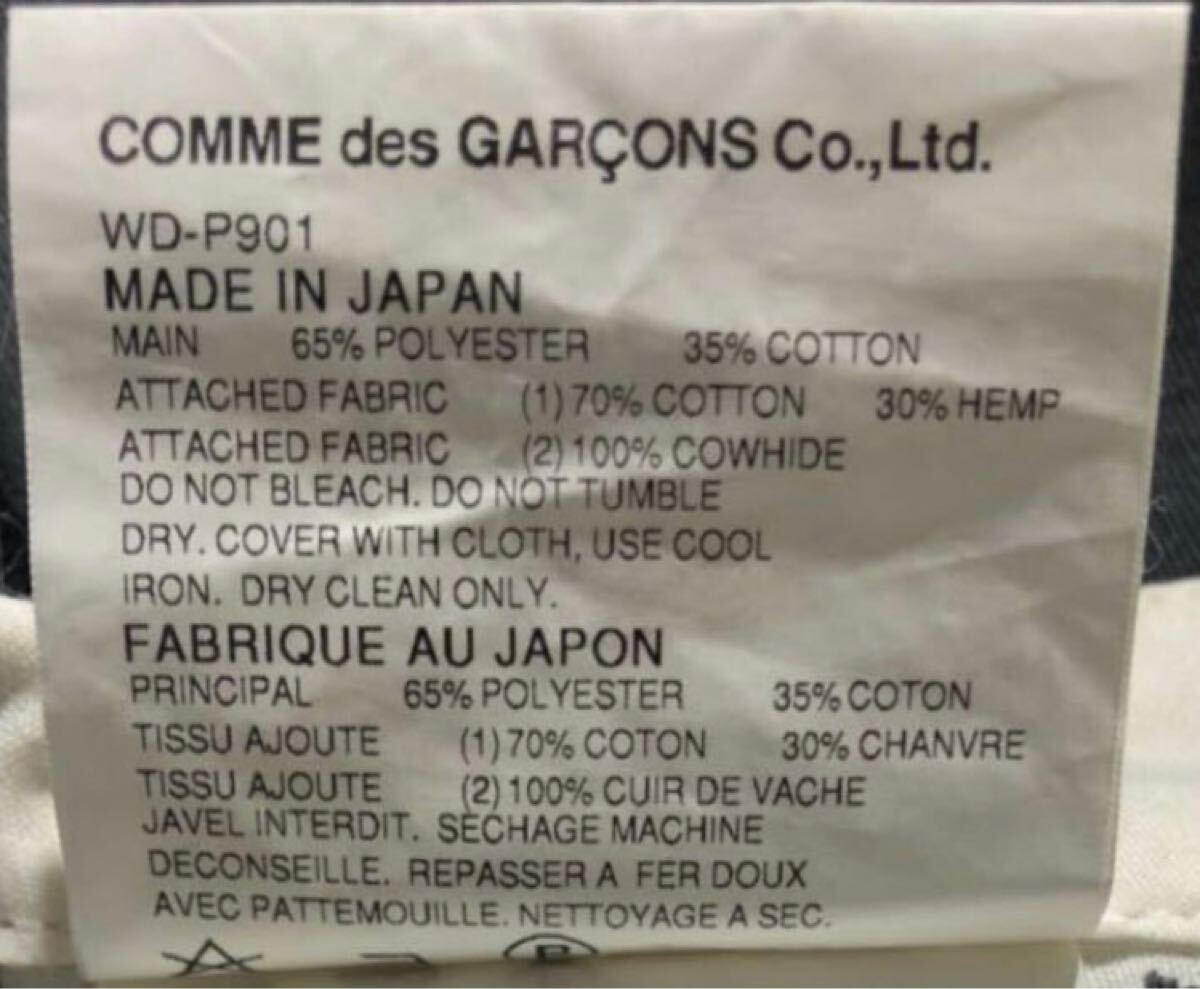 COMME des GARÇONS Co.,Ltd.
WD-P901
MADE IN JAPAN
MAIN 65% POLYESTER 35% COTTON
ATTACHED FABRIC (1) 70% COTTON 30% HEMP
ATTACHED FABRIC (2) 100% COWHIDE
DO NOT BLEACH. DO NOT TUMBLE
DRY. COVER WITH CLOTH, USE COOL
IRON. DRY CLEAN ONLY.
FABRIQUE AU JAPON
PRINCIPAL 65% POLYESTER 35% COTON
TISSU AJOUTE (1) 70% COTON 30% CHANVRE
TISSU AJOUTE (2) 100% CUIR DE VACHE
JAVEL INTERDIT. SECHAGE MACHINE
DECONSEILLE. REPASSER A FER DOUX
AVEC PATTEMOUILLE. NETTOYAGE A SEC.
P